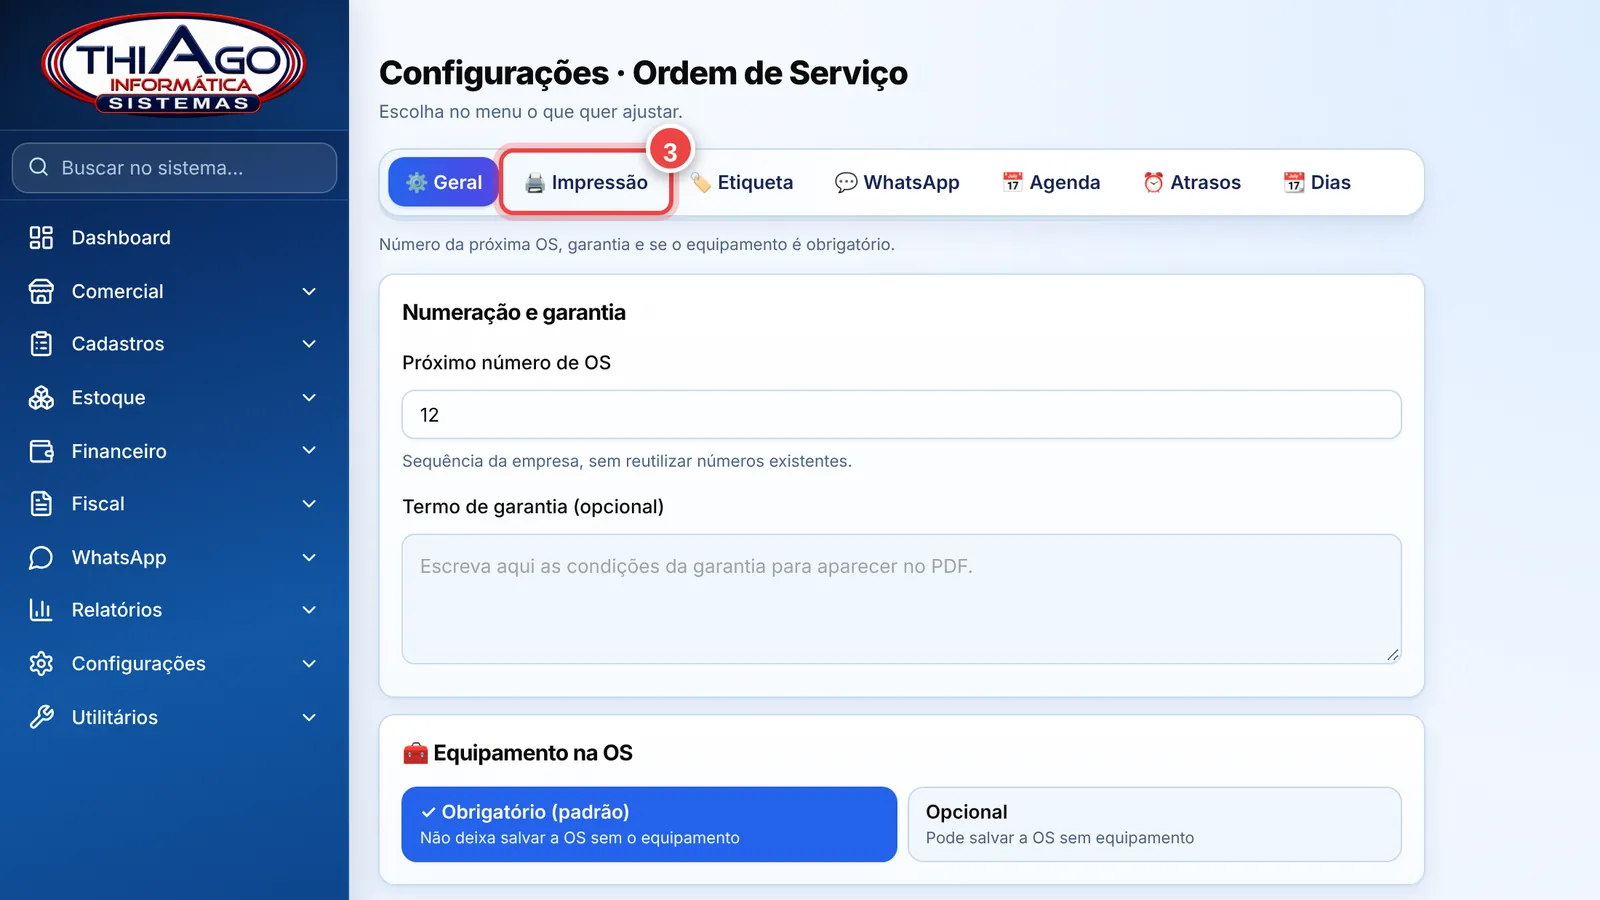 THIAGO
INFORMÁTICA
SISTEMAS
Buscar no sistema...
Dashboard
Comercial
Cadastros
Estoque
Financeiro
Fiscal
WhatsApp
Relatórios
Configurações
Utilitários
Configurações · Ordem de Serviço
Escolha no menu o que quer ajustar.
3
Geral Impressão Etiqueta WhatsApp Agenda Atrasos Dias
Número da próxima OS, garantia e se o equipamento é obrigatório.
Numeração e garantia
Próximo número de OS
12
Sequência da empresa, sem reutilizar números existentes.
Termo de garantia (opcional)
Escreva aqui as condições da garantia para aparecer no PDF.
Equipamento na OS
✓ Obrigatório (padrão)
Não deixa salvar a OS sem o equipamento
Opcional
Pode salvar a OS sem equipamento